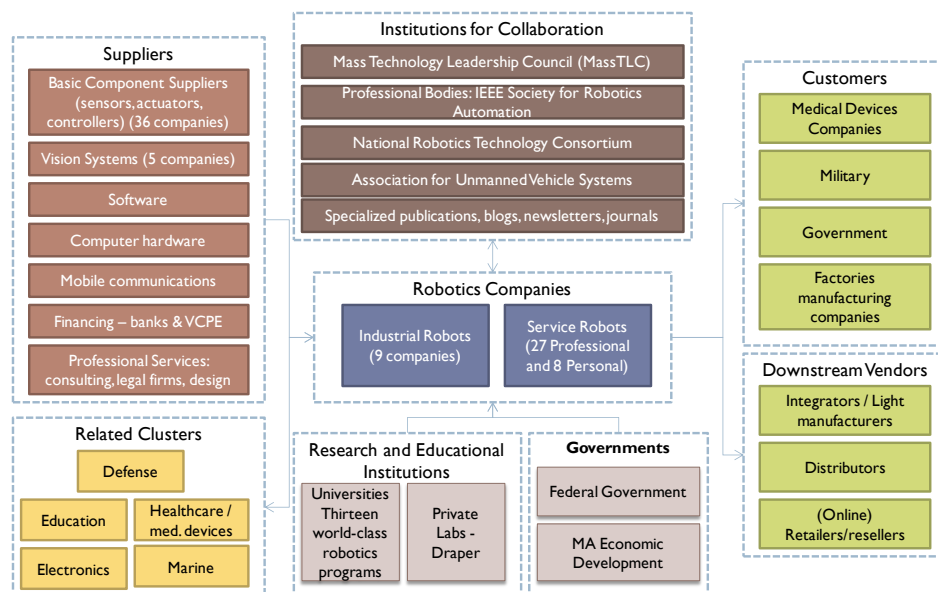 Suppliers
Basic Component Suppliers
(sensors, actuators,
controllers) (36 companies)
Vision Systems (5 companies)
Software
Computer hardware
Mobile communications
Financing – banks & VCPE
Professional Services:
consulting, legal firms, design
Institutions for Collaboration
Mass Technology Leadership Council (MassTLC)
Professional Bodies: IEEE Society for Robotics
Automation
National Robotics Technology Consortium
Association for Unmanned Vehicle Systems
Specialized publications, blogs, newsletters, journals
Customers
Medical Devices
Companies
Military
Government
Factories
manufacturing
companies
Robotics Companies
Industrial Robots
(9 companies)
Service Robots
(27 Professional
and 8 Personal)
Downstream Vendors
Integrators / Light
manufacturers
Distributors
(Online)
Retailers/resellers
Related Clusters
Defense
Education
Healthcare /
med. devices
Electronics
Marine
Research and Educational
Institutions
Universities
Thirteen
world-class
robotics
programs
Private
Labs -
Draper
Governments
Federal Government
MA Economic
Development